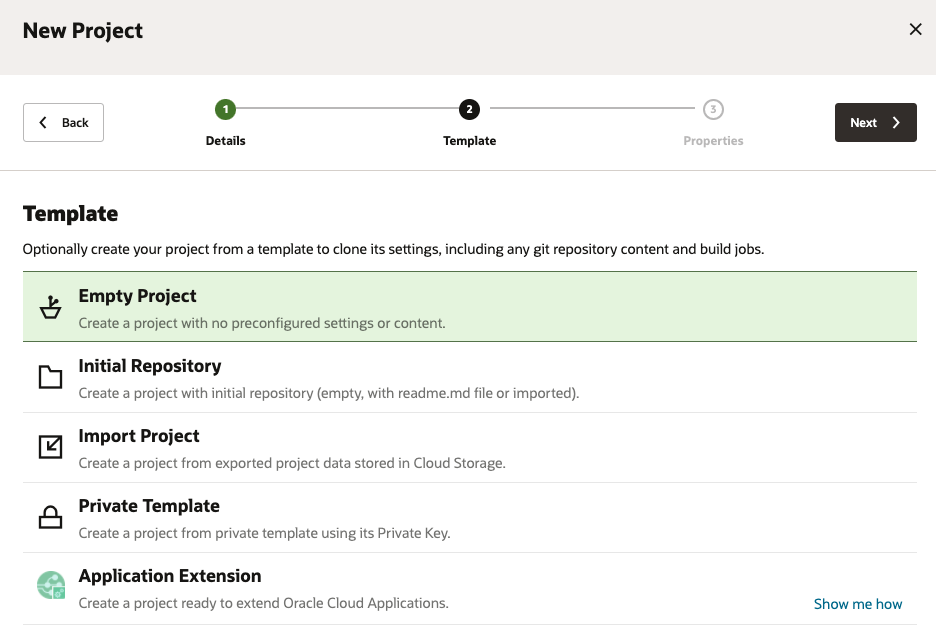 New Project
Back
1
2
3
Next
Details
Template
Properties
Template
Optionally create your project from a template to clone its settings, including any git repository content and build jobs.
Empty Project
Create a project with no preconfigured settings or content.
Initial Repository
Create a project with initial repository (empty, with readme.md file or imported).
Import Project
Create a project from exported project data stored in Cloud Storage.
Private Template
Create a project from private template using its Private Key.
Application Extension
Create a project ready to extend Oracle Cloud Applications.
Show me how